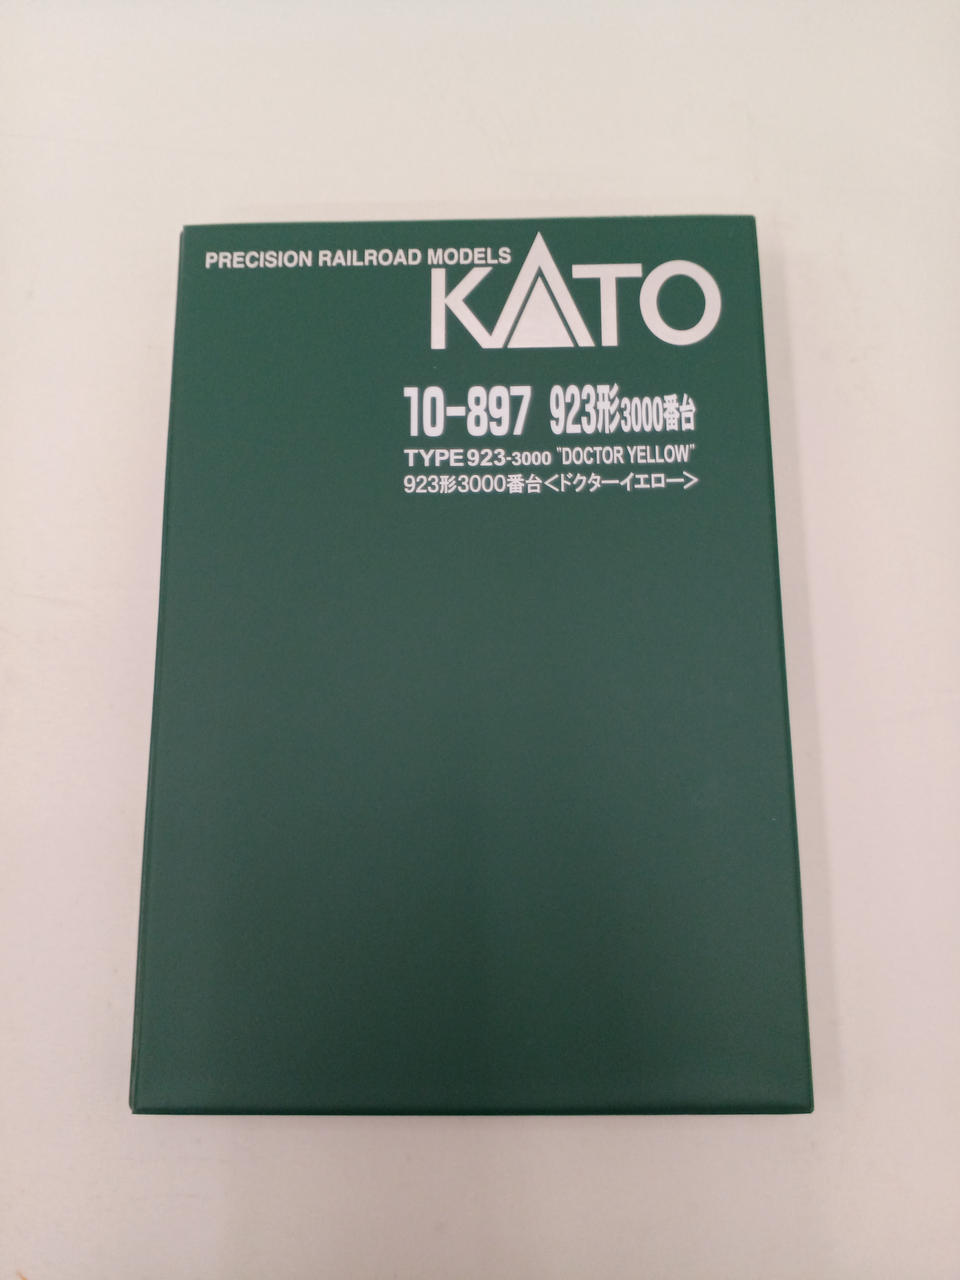 PRECISION RAILROAD MODELS
KATO
10-897 923形3000番台
TYPE 923-3000 "DOCTOR YELLOW"
923形3000番台<ドクターイエロー>